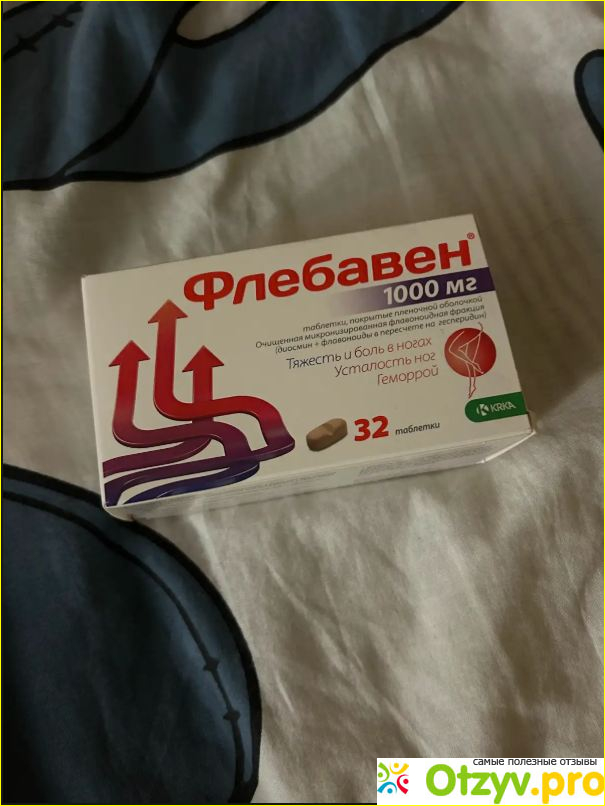 Флебавен®
1000 мг
таблетки, покрытые пленочной оболочкой
Очищенная микронизированная флавоноидная фракция
(диосмин + флавоноиды в пересчете на гесперидин)
Тяжесть и боль в ногах
Усталость ног
Геморрой
KRKA
32 таблетки
самые полезные отзывы
Otzyv.pro